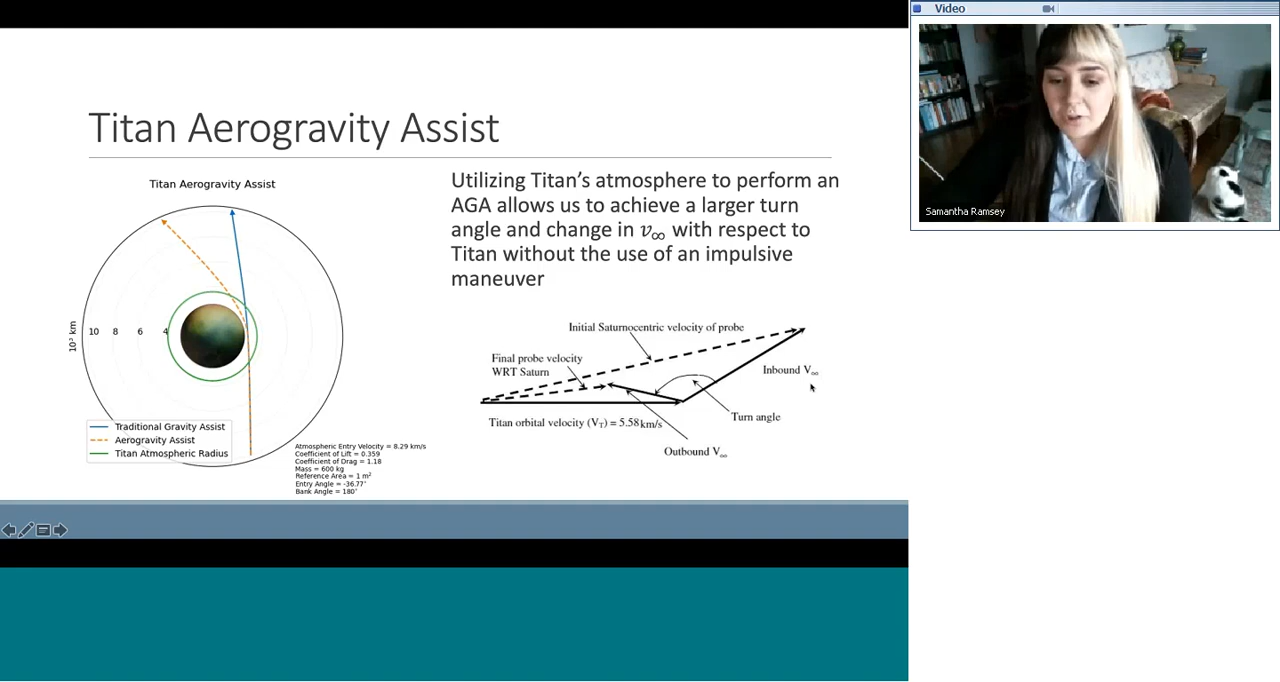 Titan Aerogravity Assist
Titan Aerogravity Assist
10³ km
10 8 6 4
Traditional Gravity Assist
Aerogravity Assist
Titan Atmospheric Radius
Atmospheric Entry Velocity = 8.29 km/s
Coefficient of Lift = 0.359
Coefficient of Drag = 1.18
Mass = 600 kg
Reference Area = 1 m²
Entry Angle = -36.77°
Bank Angle = 180°
Utilizing Titan’s atmosphere to perform an
AGA allows us to achieve a larger turn
angle and change in v∞ with respect to
Titan without the use of an impulsive
maneuver
Initial Saturnocentric velocity of probe
Final probe velocity
WRT Saturn
Inbound V∞
Turn angle
Titan orbital velocity (VT) = 5.58km/s
Outbound V∞
Video
Samantha Ramsey